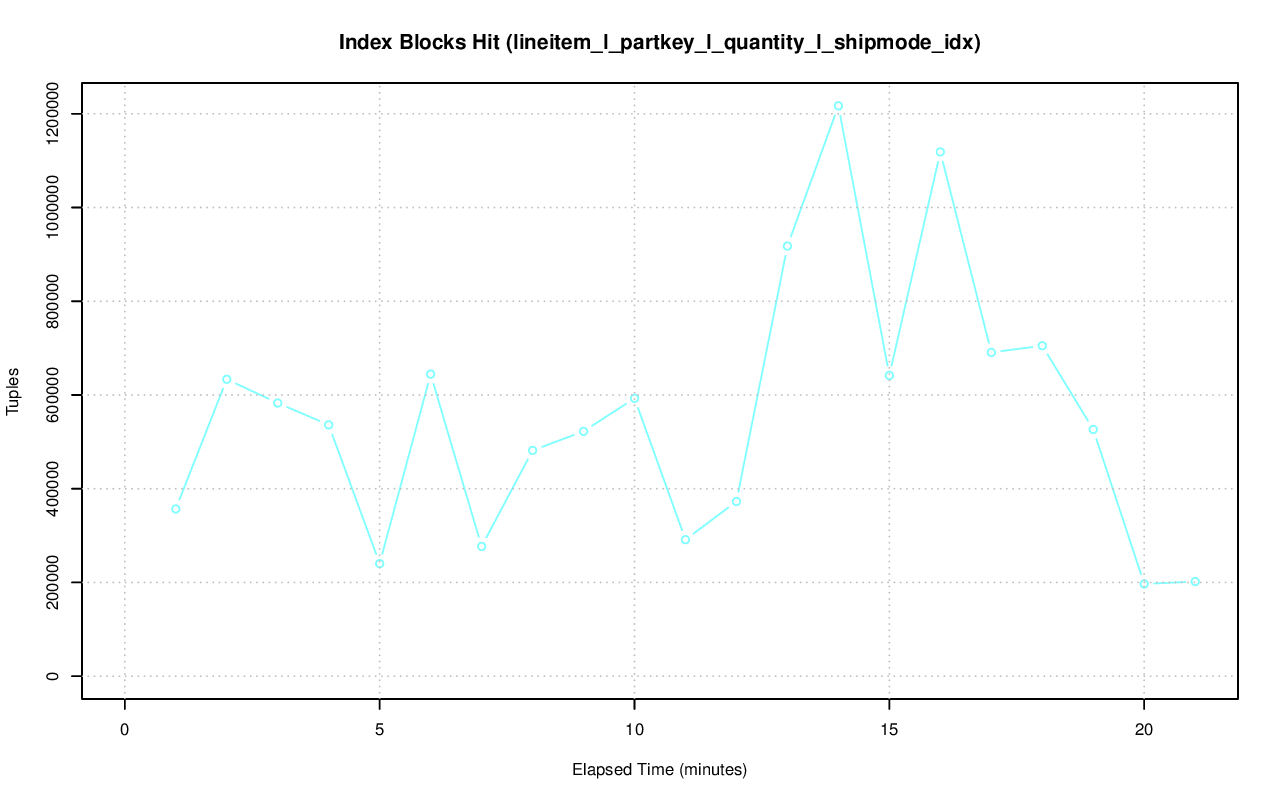 Index Blocks Hit (lineitem_l_partkey_l_quantity_l_shipmode_idx)
Tuples
1200000
1000000
800000
600000
400000
200000
0
0 5 10 15 20
Elapsed Time (minutes)